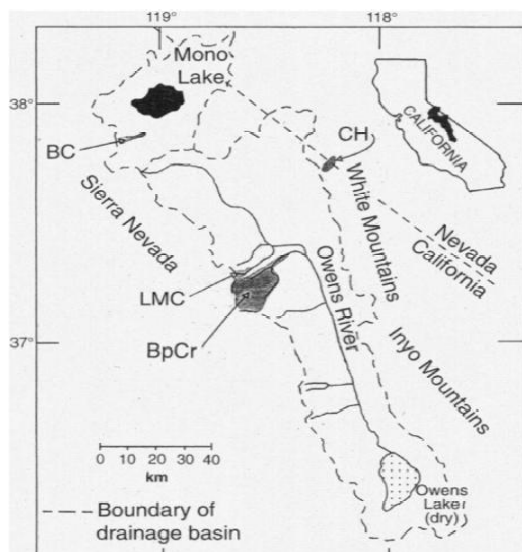 119°
118°
Mono
Lake
38°
BC
CH
CALIFORNIA
Sierra Nevada
White Mountains
Nevada
California
LMC
Owens River
BpCr
37°
Inyo Mountains
0 10 20 30 40
km
Owens
Lake
(dry)
Boundary of
drainage basin